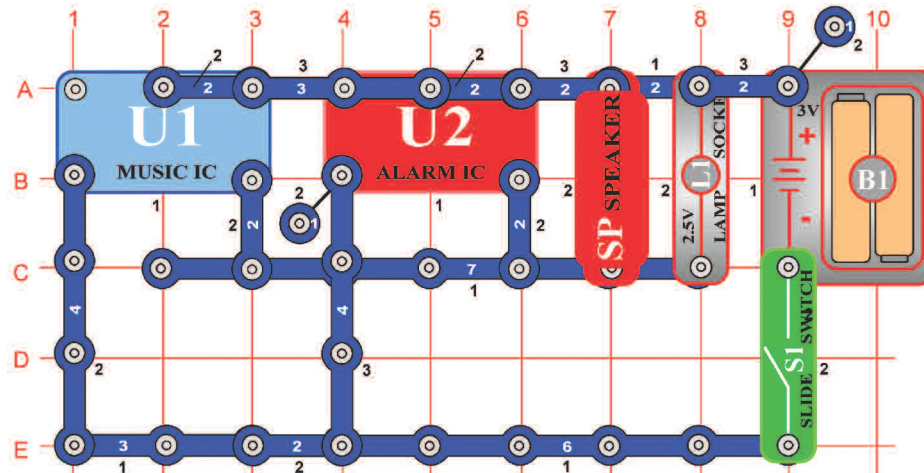 1 2 3 4 5 6 7 8 9 10
1
2
2 3 2 3 1 3
A 2 3 2 2 2 2 3V
U1 U2 SPEAKER SOCKET +
MUSIC IC ALARM IC L1 B1
B 1 2 1 2 2 1
2 2 1 2 2.5V LAMP -
SP
C 7
1
4 4 SWITCH
D 2 3 S1 2
SLIDE
E 3 2 6
1 2 1